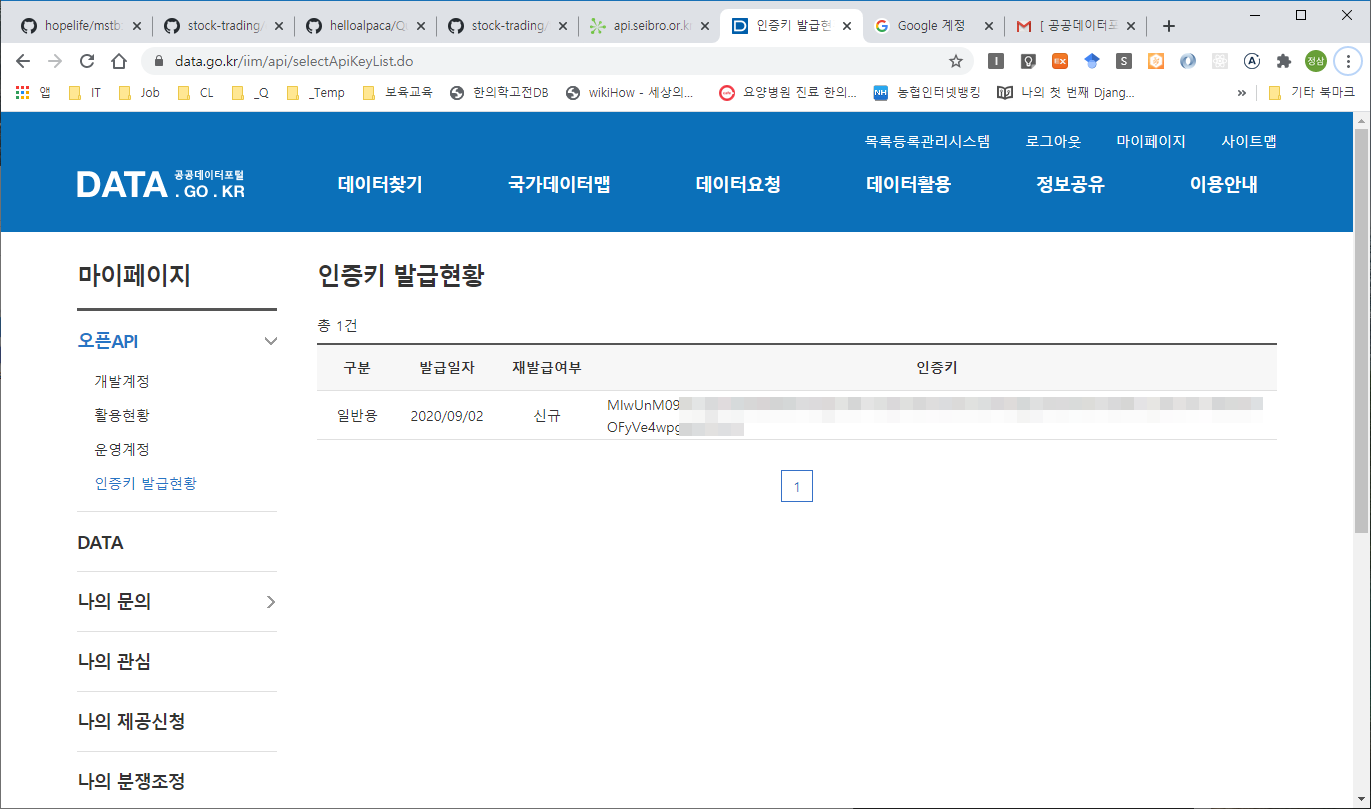 hopelife/mstb
stock-trading/
helloalpaca/Q
stock-trading/
api.seibro.or.kr
인증키 발급현
Google 계정
[ 공공데이터포
data.go.kr/iim/api/selectApiKeyList.do
정상
앱
IT
Job
CL
_Q
_Temp
보육교육
한의학고전DB
wikiHow - 세상의...
요양병원 진료 한의...
NH 농협인터넷뱅킹
나의 첫 번째 Djang...
»
기타 북마크
목록등록관리시스템 로그아웃 마이페이지 사이트맵
DATA 공공데이터포털
. GO . KR
데이터찾기 국가데이터맵 데이터요청 데이터활용 정보공유 이용안내
마이페이지
오픈API
개발계정
활용현황
운영계정
인증키 발급현황
DATA
나의 문의
나의 관심
나의 제공신청
나의 분쟁조정
인증키 발급현황
총 1건
구분 발급일자 재발급여부 인증키
일반용 2020/09/02 신규 MIwUnM09
OFyVe4wpg
1